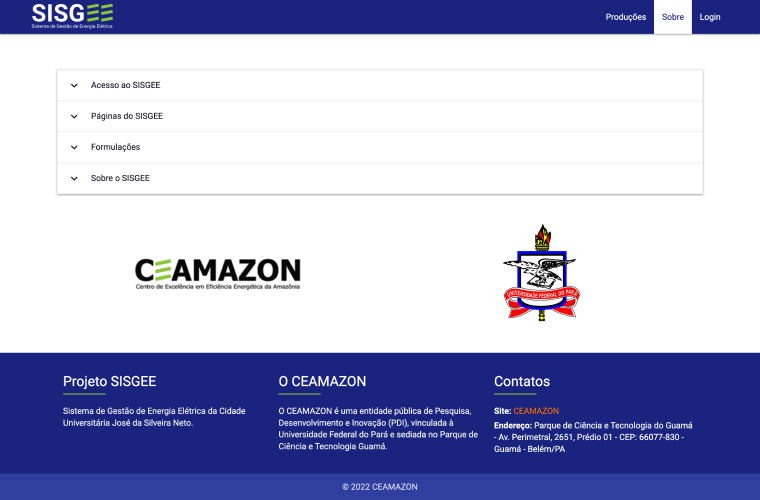 SISGEE
Sistema de Gestão de Energia Elétrica
Produções
Sobre
Login
Acesso ao SISGEE
Páginas do SISGEE
Formulações
Sobre o SISGEE
CEAMAZON
Centro de Excelência em Eficiência Energética da Amazônia
UNIVERSIDADE FEDERAL DO PARÁ
Projeto SISGEE
Sistema de Gestão de Energia Elétrica da Cidade
Universitária José da Silveira Neto.
O CEAMAZON
O CEAMAZON é uma entidade pública de Pesquisa,
Desenvolvimento e Inovação (PDI), vinculada à
Universidade Federal do Pará e sediada no Parque de
Ciência e Tecnologia Guamá.
Contatos
Site: CEAMAZON
Endereço: Parque de Ciência e Tecnologia do Guamá
- Av. Perimetral, 2651, Prédio 01 - CEP: 66077-830 -
Guamá - Belém/PA
© 2022 CEAMAZON